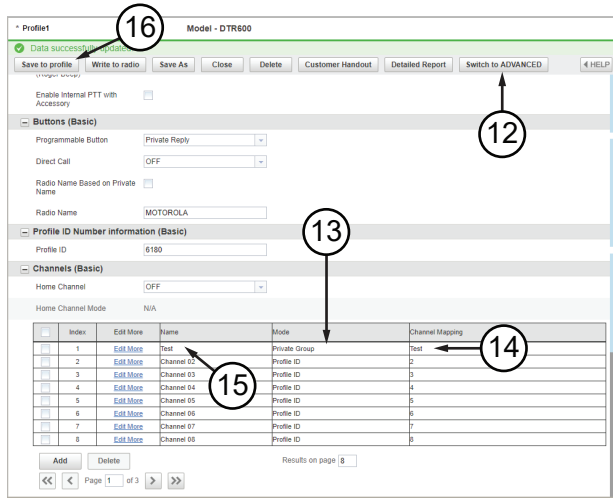 * Profile1 16 Model - DTR600
Data successfully updated
Save to profile Write to radio Save As Close Delete Customer Handout Detailed Report Switch to ADVANCED HELP
(Roger Beep)
Enable Internal PTT with
Accessory
12
Buttons (Basic)
Programmable Button Private Reply
Direct Call OFF
Radio Name Based on Private
Name
Radio Name MOTOROLA
13
Profile ID Number information (Basic)
Profile ID 6180
Channels (Basic)
Home Channel OFF
Home Channel Mode N/A
Index Edit More Name Mode Channel Mapping
1 Edit More Test Private Group Test 14
2 Edit More Channel 02 Profile ID 2
3 Edit More Channel 03 Profile ID 3
15
4 Edit More Channel 04 Profile ID 4
5 Edit More Channel 05 Profile ID 5
6 Edit More Channel 06 Profile ID 6
7 Edit More Channel 07 Profile ID 7
8 Edit More Channel 08 Profile ID 8
Add Delete Results on page 8
<< < Page 1 of 3 > >>